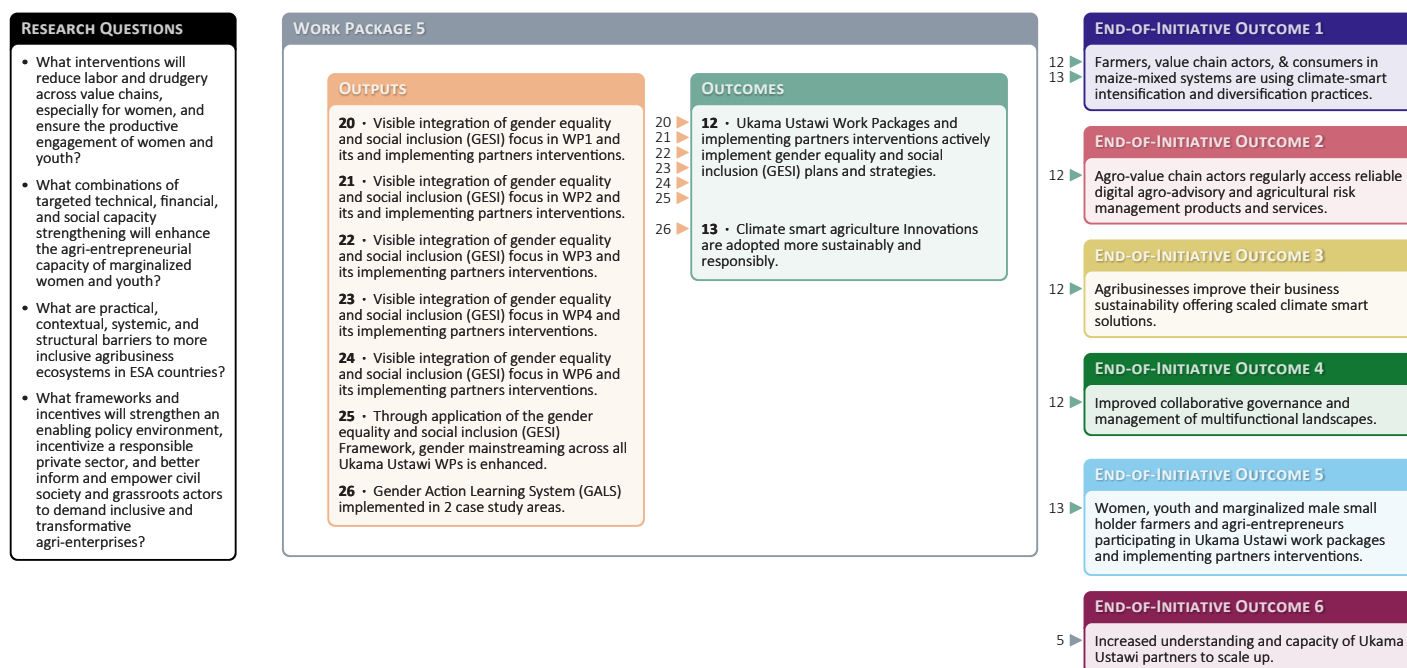 RESEARCH QUESTIONS
• What interventions will
reduce labor and drudgery
across value chains,
especially for women, and
ensure the productive
engagement of women and
youth?
• What combinations of
targeted technical, financial,
and social capacity
strengthening will enhance
the agri-entrepreneurial
capacity of marginalized
women and youth?
• What are practical,
contextual, systemic, and
structural barriers to more
inclusive agribusiness
ecosystems in ESA countries?
• What frameworks and
incentives will strengthen an
enabling policy environment,
incentivize a responsible
private sector, and better
inform and empower civil
society and grassroots actors
to demand inclusive and
transformative
agri-enterprises?
WORK PACKAGE 5
OUTPUTS
20 · Visible integration of gender equality
and social inclusion (GESI) focus in WP1 and
its and implementing partners interventions.
21 · Visible integration of gender equality
and social inclusion (GESI) focus in WP2 and
its and implementing partners interventions.
22 · Visible integration of gender equality
and social inclusion (GESI) focus in WP3 and
its implementing partners interventions.
23 · Visible integration of gender equality
and social inclusion (GESI) focus in WP4 and
its implementing partners interventions.
24 · Visible integration of gender equality
and social inclusion (GESI) focus in WP6 and
its implementing partners interventions.
25 · Through application of the gender
equality and social inclusion (GESI)
Framework, gender mainstreaming across all
Ukama Ustawi WPs is enhanced.
26 · Gender Action Learning System (GALS)
implemented in 2 case study areas.
OUTCOMES
20
21
22
23
24
25
12 · Ukama Ustawi Work Packages and
implementing partners interventions actively
implement gender equality and social
inclusion (GESI) plans and strategies.
26
13 · Climate smart agriculture Innovations
are adopted more sustainably and
responsibly.
END-OF-INITIATIVE OUTCOME 1
12
13
Farmers, value chain actors, & consumers in
maize-mixed systems are using climate-smart
intensification and diversification practices.
END-OF-INITIATIVE OUTCOME 2
12
Agro-value chain actors regularly access reliable
digital agro-advisory and agricultural risk
management products and services.
END-OF-INITIATIVE OUTCOME 3
12
Agribusinesses improve their business
sustainability offering scaled climate smart
solutions.
END-OF-INITIATIVE OUTCOME 4
12
Improved collaborative governance and
management of multifunctional landscapes.
END-OF-INITIATIVE OUTCOME 5
13
Women, youth and marginalized male small
holder farmers and agri-entrepreneurs
participating in Ukama Ustawi work packages
and implementing partners interventions.
END-OF-INITIATIVE OUTCOME 6
5
Increased understanding and capacity of Ukama
Ustawi partners to scale up.